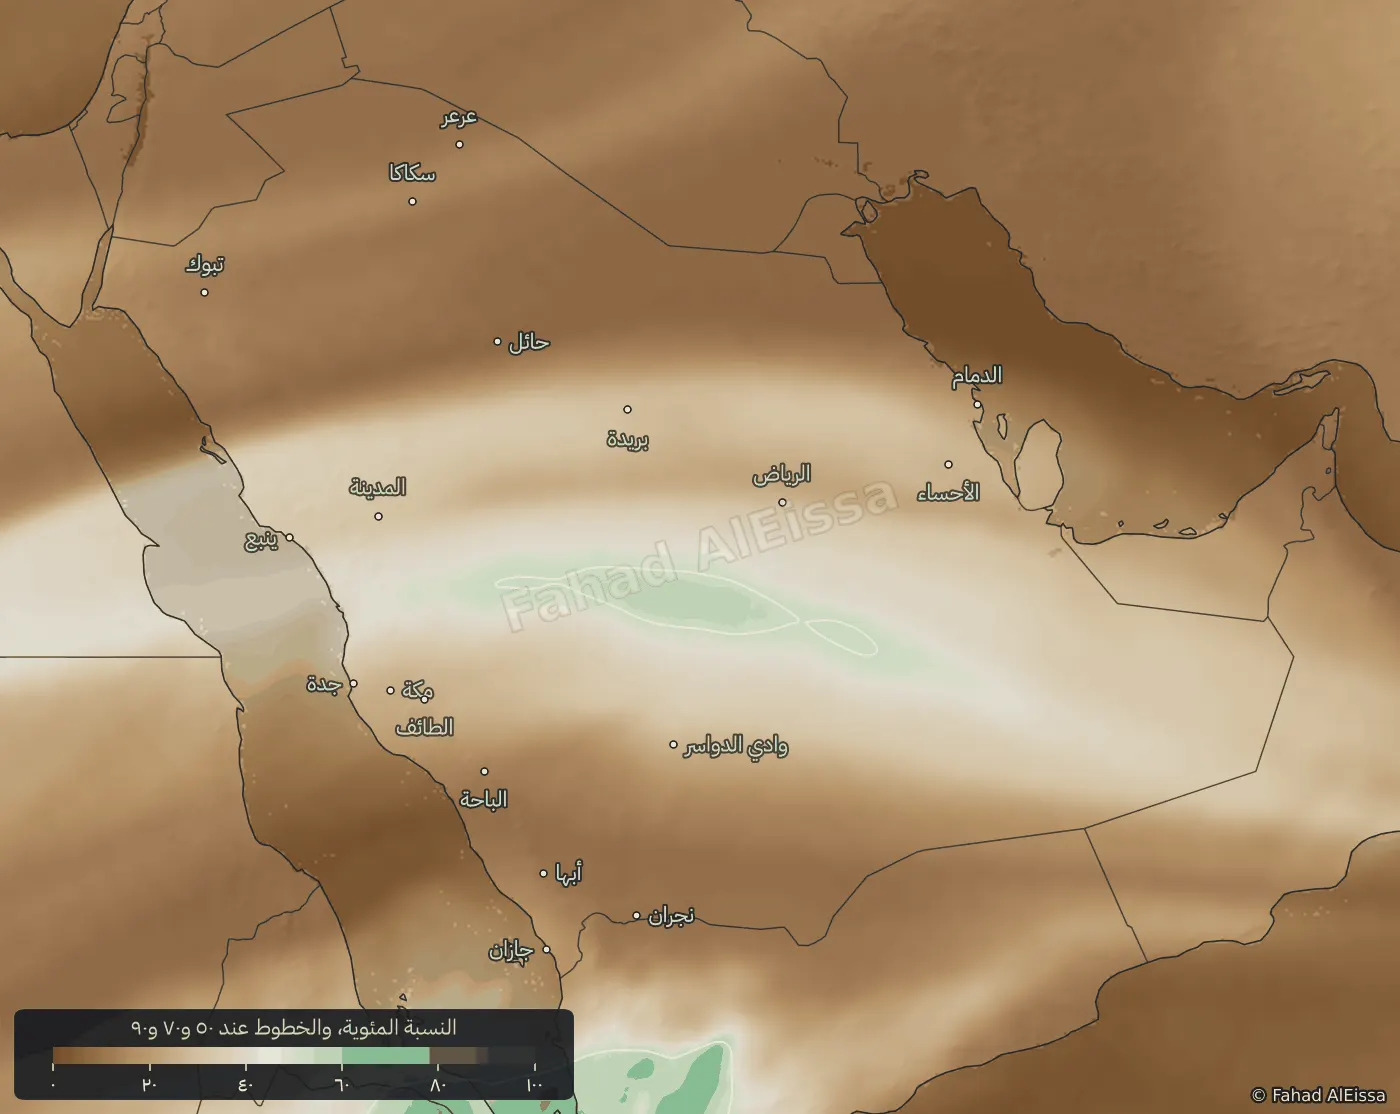 عرعر
سكاكا
تبوك
حائل
الدمام
بريدة
الرياض
الأحساء
المدينة
ينبع
Fahad AlEissa
جدة
مكة
الطائف
وادي الدواسر
الباحة
أبها
نجران
جازان
النسبة المئوية، والخطوط عند ٥٠ و٧٠ و٩٠
٠ ٢٠ ٤٠ ٦٠ ٨٠ ١٠٠
© Fahad AlEissa